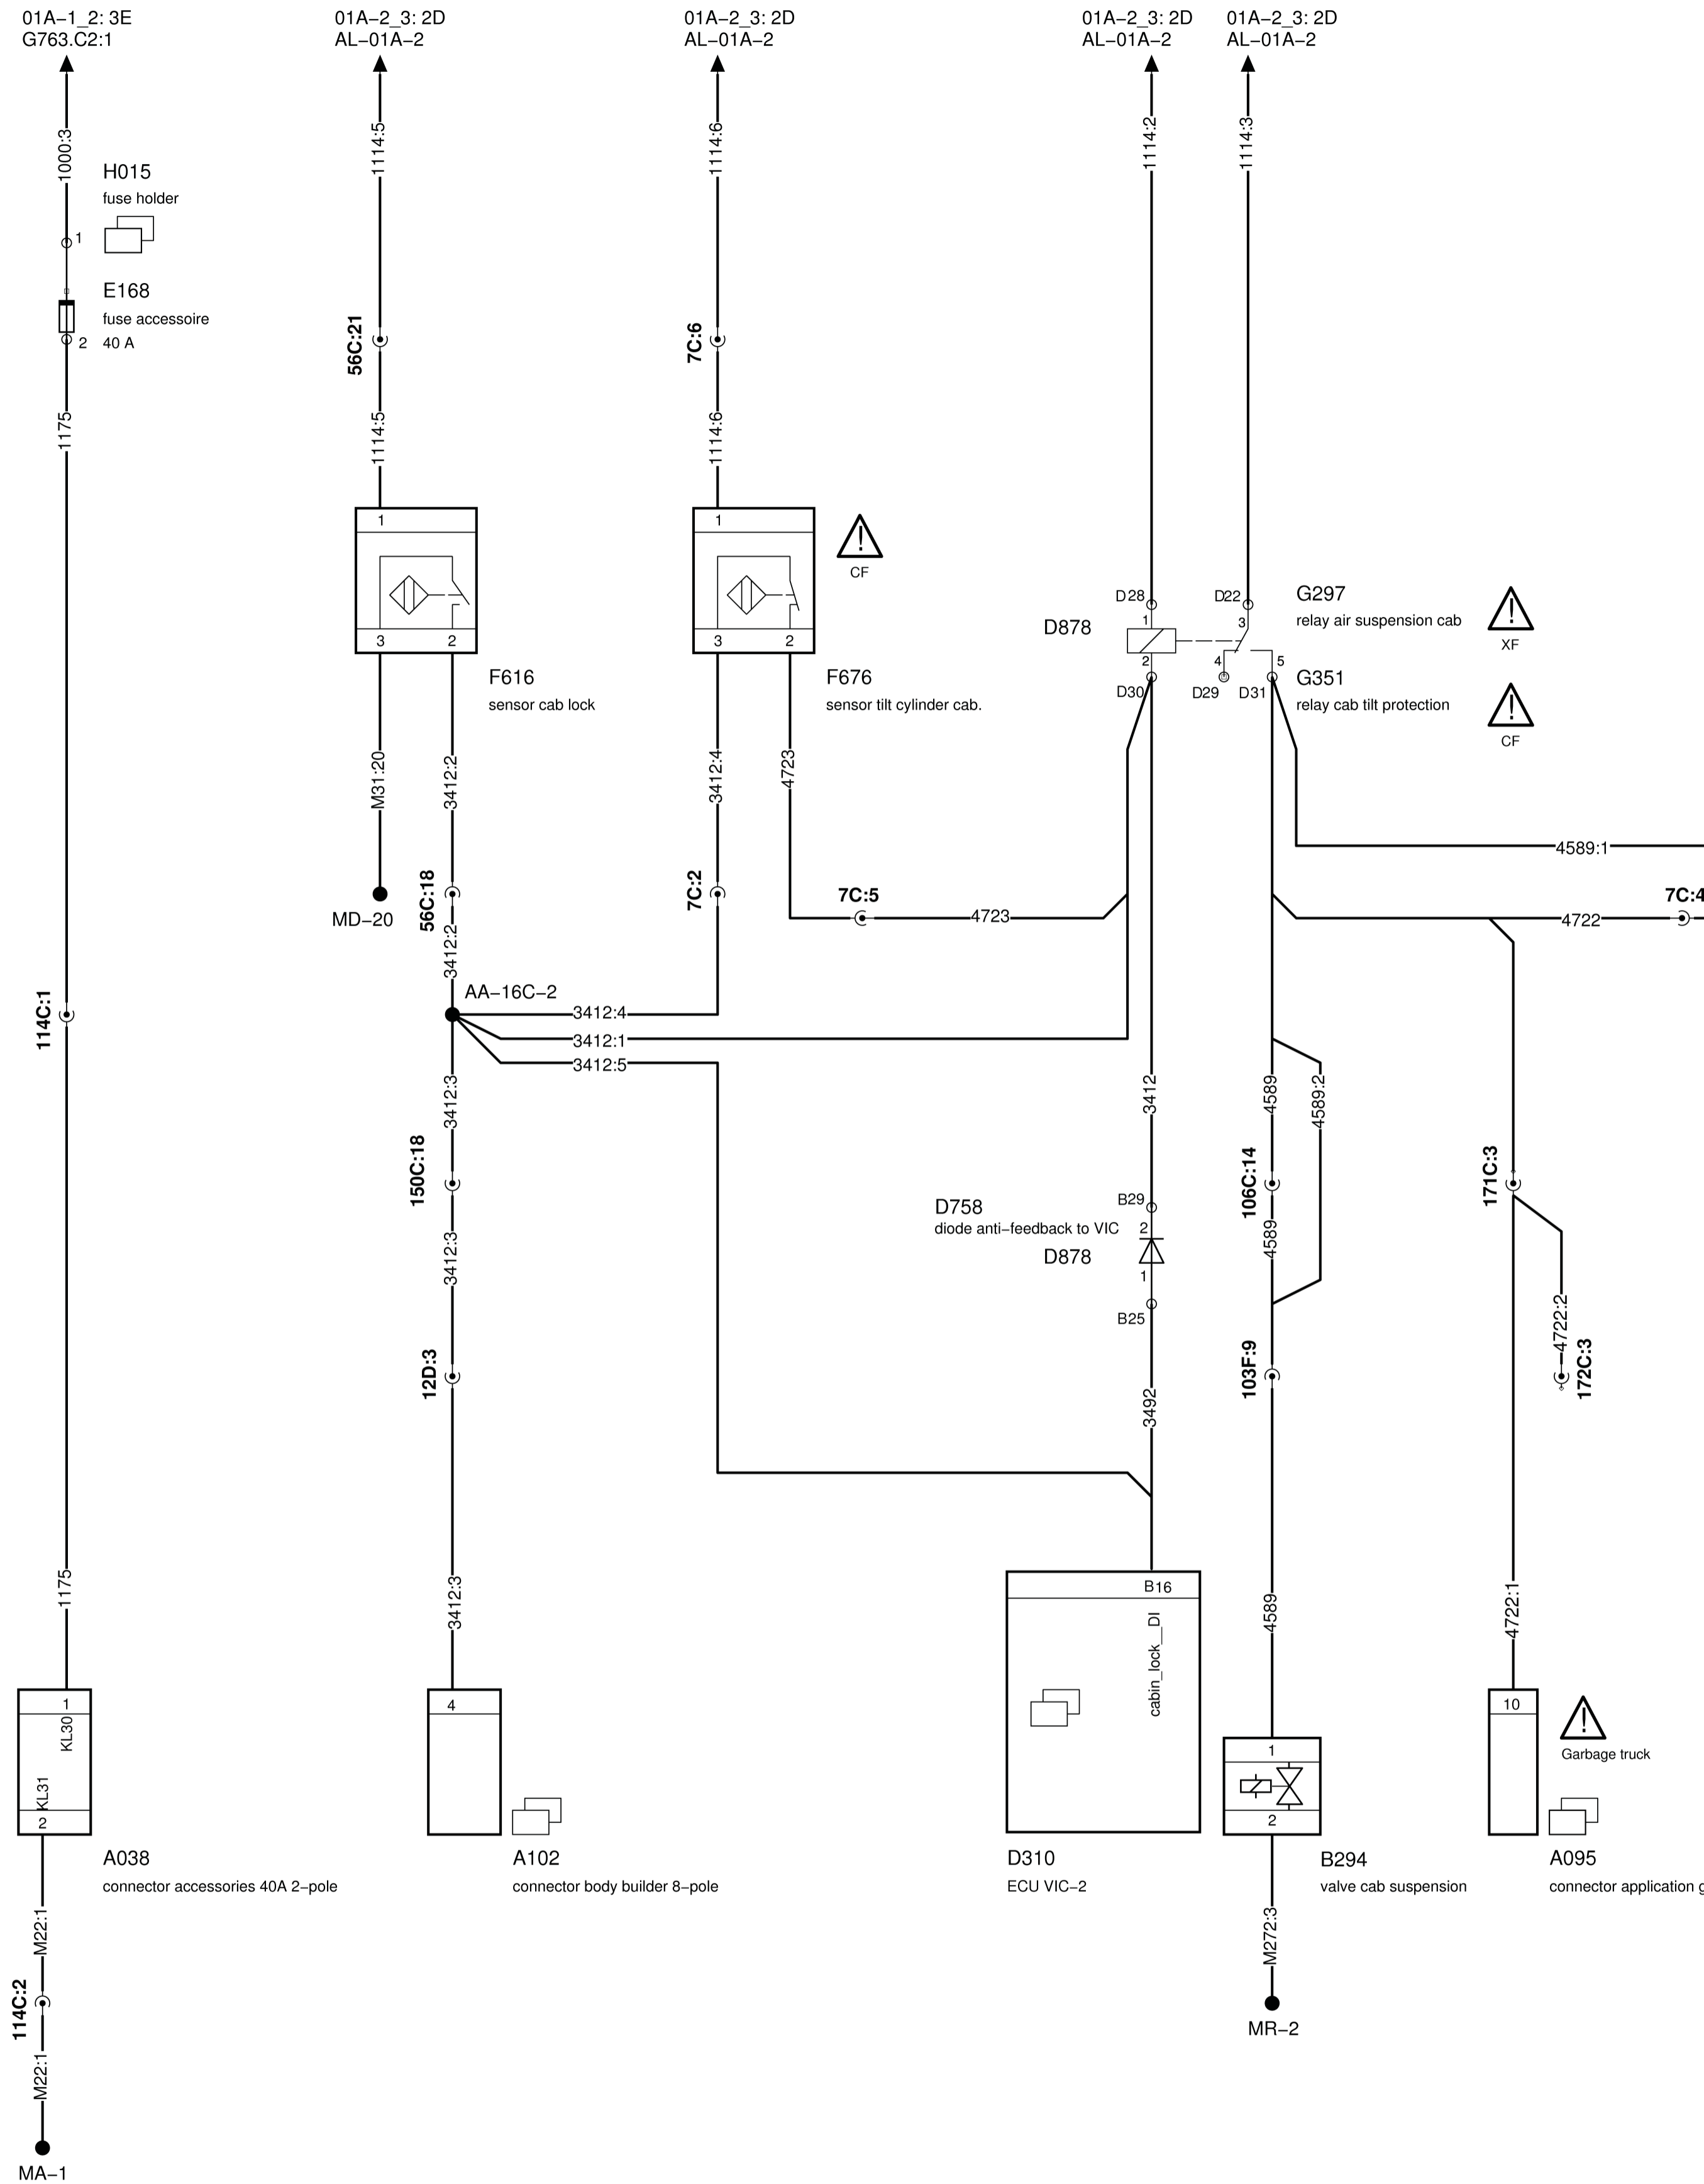 01A−1_2: 3E
G763.C2:1
01A−2_3: 2D
AL−01A−2
01A−2_3: 2D
AL−01A−2
01A−2_3: 2D
AL−01A−2
01A−2_3: 2D
AL−01A−2
1000:3
1114:5
1114:6
1114:2
1114:3
H015
fuse holder
1
E168
fuse accessoire
2
40 A
1175
56C:21
7C:6
1114:5
1114:6
1
3
2
F616
sensor cab lock
1
3
2
F676
sensor tilt cylinder cab.
CF
D28
1
D878
2
D30
D22
3
4
5
D29
D31
G297
relay air suspension cab
XF
G351
relay cab tilt protection
CF
M31:20
MD−20
3412:2
56C:18
3412:2
3412:4
7C:2
4723
7C:5
4723
4589:1
4722
7C:4
114C:1
AA−16C−2
3412:4
3412:1
3412:5
3412:3
150C:18
3412:3
12D:3
3412:3
3412
D758
diode anti−feedback to VIC
D878
B29
2
1
B25
3492
4589
4589:2
106C:14
4589
103F:9
4589
171C:3
4722:2
172C:3
4722:1
1175
1
KL30
KL31
2
A038
connector accessories 40A 2−pole
4
A102
connector body builder 8−pole
B16
cabin_lock__DI
D310
ECU VIC−2
1
2
B294
valve cab suspension
10
Garbage truck
A095
connector application g
M22:1
114C:2
M22:1
MA−1
M272:3
MR−2